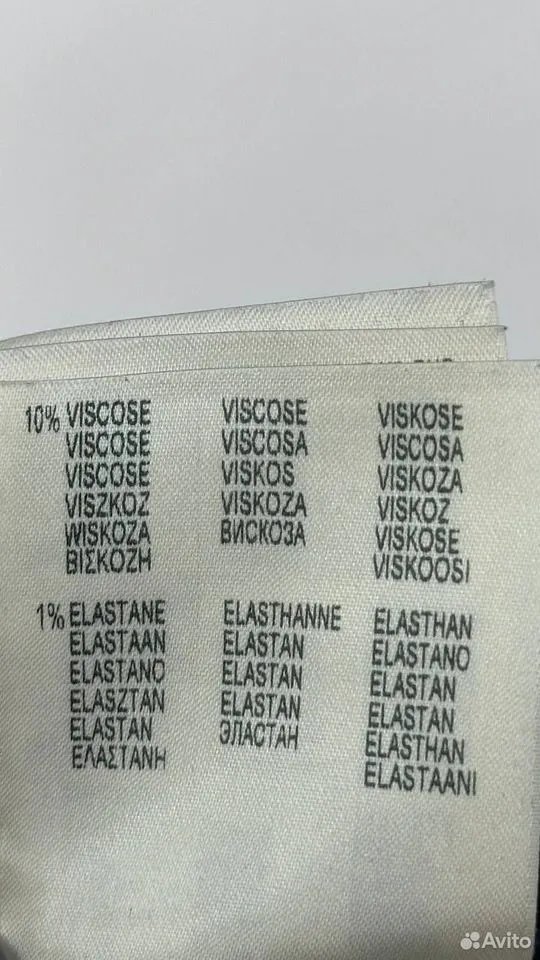 10% VISCOSE VISCOSE VISKOSE
VISCOSE VISCOSA VISCOSA
VISCOSE VISKOS VISKOZA
VISZKOZ VISKOZA VISKOZ
WISKOZA ВИСКОЗА VISKOSE
ΒΙΣΚΟΖΗ VISKOOSI
1% ELASTANE ELASTHANNE ELASTHAN
ELASTAAN ELASTAN ELASTANO
ELASTANO ELASTAN ELASTAN
ELASZTAN ELASTAN ELASTAN
ELASTAN ЭЛАСТАН ELASTHAN
ΕΛΑΣΤΑΝΗ ELASTAANI
Avito